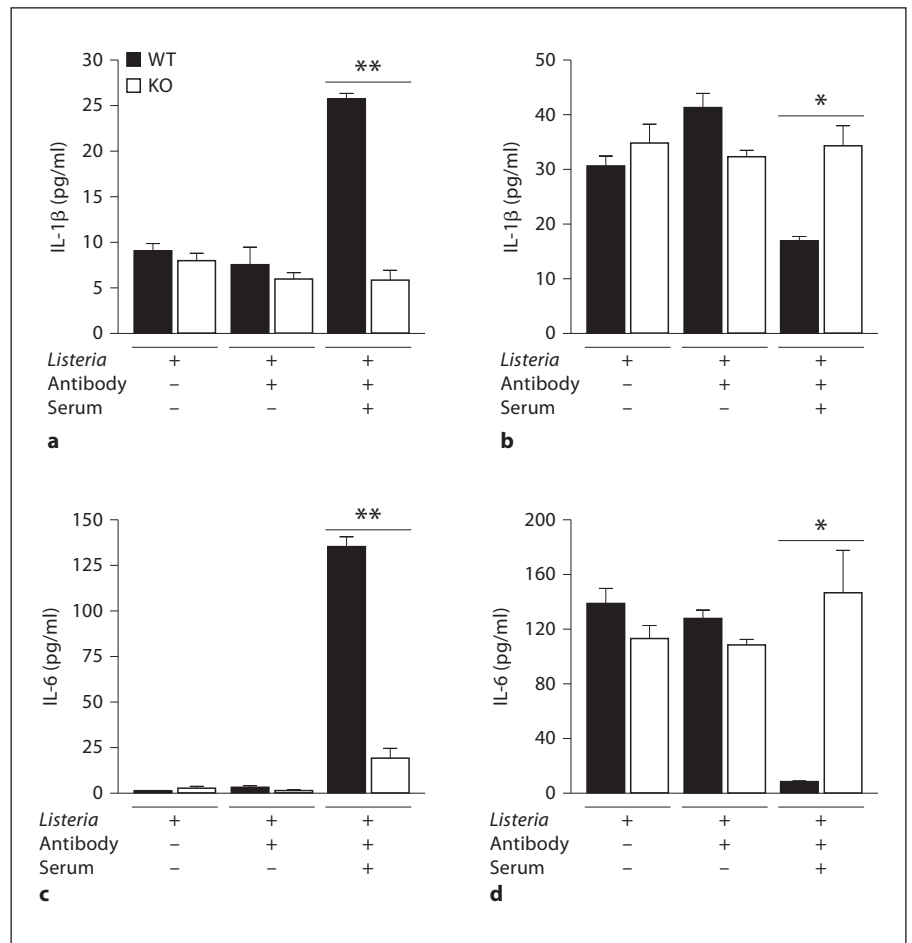 WT
KO
30
25
20
15
10
5
0
IL-1β (pg/ml)
**
Listeria + + +
Antibody – + +
Serum – – +
a
50
40
30
20
10
0
IL-1β (pg/ml)
*
Listeria + + +
Antibody – + +
Serum – – +
b
150
125
100
75
50
25
0
IL-6 (pg/ml)
**
Listeria + + +
Antibody – + +
Serum – – +
c
200
160
120
80
40
0
IL-6 (pg/ml)
*
Listeria + + +
Antibody – + +
Serum – – +
d